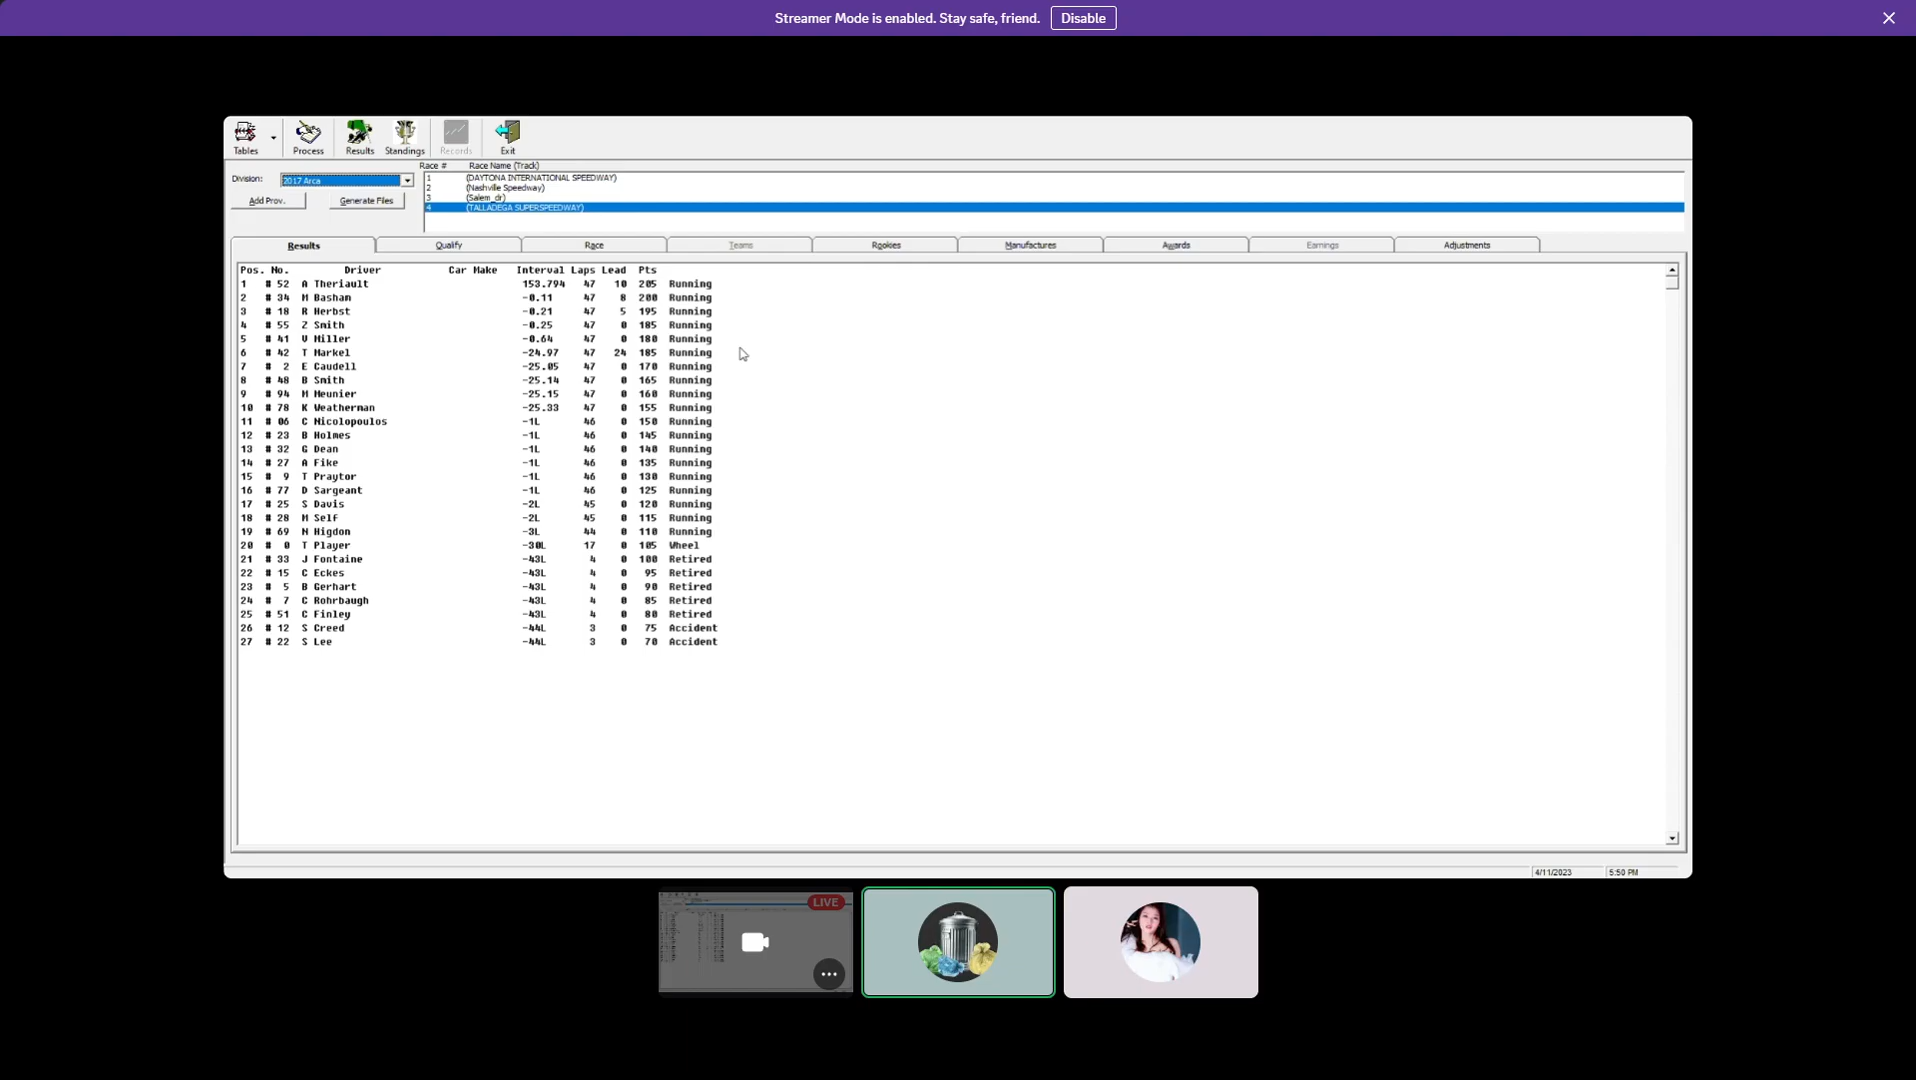 Streamer Mode is enabled. Stay safe, friend. Disable
Tables Process Results Standings Records Exit
Race # Race Name (Track)
Division: 2017 Arca
1 (DAYTONA INTERNATIONAL SPEEDWAY)
2 (Nashville Speedway)
3 (Salem_dr)
4 (TALLADEGA SUPERSPEEDWAY)
Add Prov. Generate Files
Results Qualify Race Teams Rookies Manufactures Awards Earnings Adjustments
Pos. No. Driver Car Make Interval Laps Lead Pts
1 # 52 A Theriault 153.794 47 10 205 Running
2 # 34 M Basham -0.11 47 8 200 Running
3 # 18 R Herbst -0.21 47 5 195 Running
4 # 55 Z Smith -0.25 47 0 185 Running
5 # 41 V Miller -0.64 47 0 180 Running
6 # 42 T Markel -24.97 47 24 185 Running
7 # 2 E Caudell -25.05 47 0 170 Running
8 # 48 B Smith -25.14 47 0 165 Running
9 # 94 M Meunier -25.15 47 0 160 Running
10 # 78 K Weatherman -25.33 47 0 155 Running
11 # 06 C Nicolopoulos -1L 46 0 150 Running
12 # 23 B Holmes -1L 46 0 145 Running
13 # 32 G Dean -1L 46 0 140 Running
14 # 27 A Fike -1L 46 0 135 Running
15 # 9 T Praytor -1L 46 0 130 Running
16 # 77 D Sargeant -1L 46 0 125 Running
17 # 25 S Davis -2L 45 0 120 Running
18 # 28 M Self -2L 45 0 115 Running
19 # 69 N Higdon -3L 44 0 110 Running
20 # 0 T Player -30L 17 0 105 Wheel
21 # 33 J Fontaine -43L 4 0 100 Retired
22 # 15 C Eckes -43L 4 0 95 Retired
23 # 5 B Gerhart -43L 4 0 90 Retired
24 # 7 C Rohrbaugh -43L 4 0 85 Retired
25 # 51 C Finley -43L 4 0 80 Retired
26 # 12 S Creed -44L 3 0 75 Accident
27 # 22 S Lee -44L 3 0 70 Accident
4/11/2023 5:50 PM
LIVE